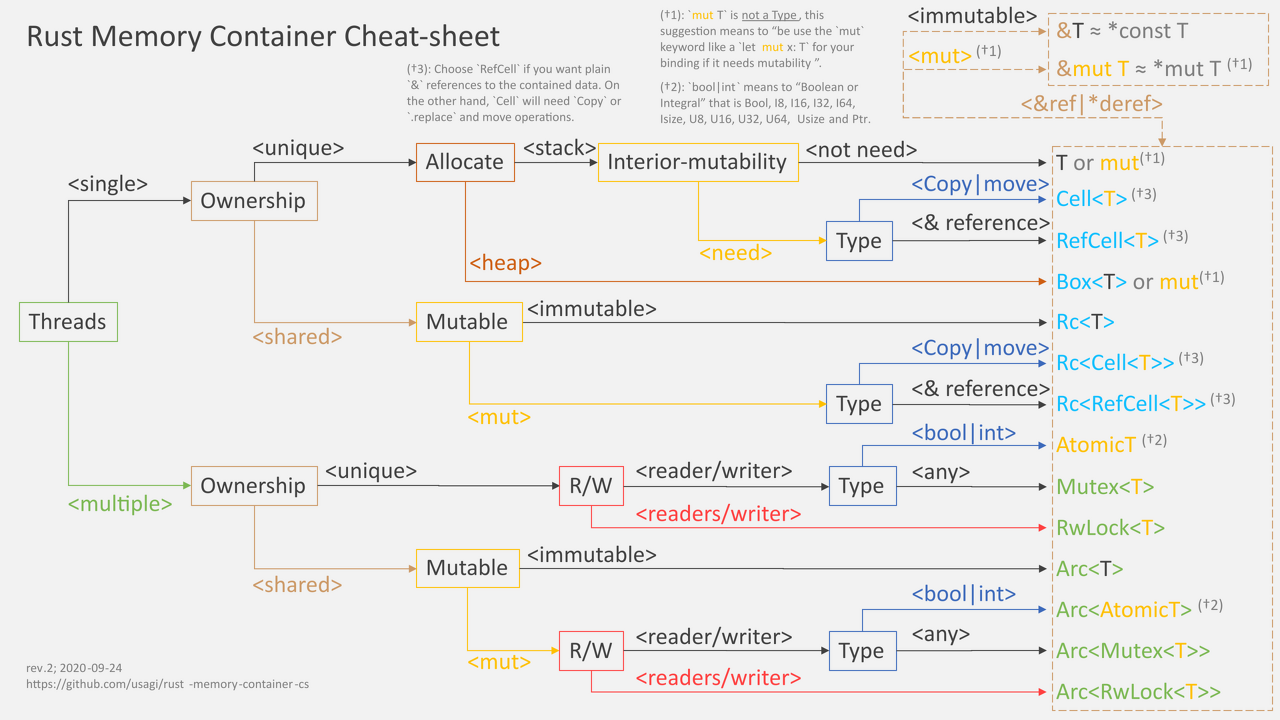 Rust Memory Container Cheat-sheet
(†3): Choose `RefCell` if you want plain
`&` references to the contained data. On
the other hand, `Cell` will need `Copy` or
`.replace` and move operations.
(†1): `mut T` is not a Type , this
suggestion means to “be use the `mut`
keyword like a `let mut x: T` for your
binding if it needs mutability ”.
(†2): `bool|int` means to “Boolean or
Integral” that is Bool, I8, I16, I32, I64,
Isize, U8, U16, U32, U64, Usize and Ptr.
<immutable>
<mut> (†1)
&T ≈ *const T
&mut T ≈ *mut T (†1)
<&ref|*deref>
Threads
<single>
Ownership
<unique>
Allocate
<stack>
Interior-mutability
<not need>
T or mut(†1)
<need>
Type
<Copy|move>
Cell<T> (†3)
<& reference>
RefCell<T> (†3)
<heap>
Box<T> or mut(†1)
<shared>
Mutable
<immutable>
Rc<T>
<mut>
Type
<Copy|move>
Rc<Cell<T>> (†3)
<& reference>
Rc<RefCell<T>> (†3)
<multiple>
Ownership
<unique>
R/W
<reader/writer>
Type
<bool|int>
AtomicT (†2)
<any>
Mutex<T>
<readers/writer>
RwLock<T>
<shared>
Mutable
<immutable>
Arc<T>
<mut>
R/W
<reader/writer>
Type
<bool|int>
Arc<AtomicT> (†2)
<any>
Arc<Mutex<T>>
<readers/writer>
Arc<RwLock<T>>
rev.2; 2020-09-24
https://github.com/usagi/rust -memory-container-cs